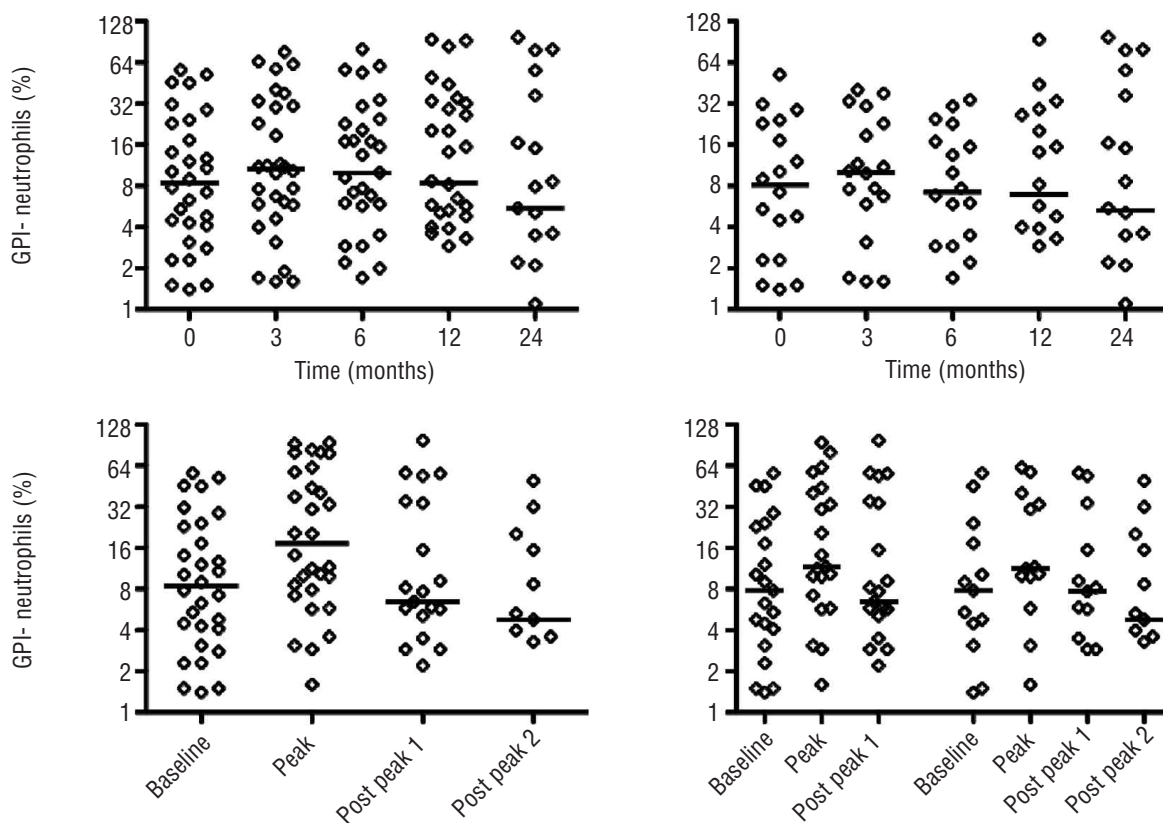 GPI- neutrophils (%)
128
64
32
16
8
4
2
1
0 3 6 12 24
Time (months)
128
64
32
16
8
4
2
1
0 3 6 12 24
Time (months)
GPI- neutrophils (%)
128
64
32
16
8
4
2
1
Baseline
Peak
Post peak 1
Post peak 2
128
64
32
16
8
4
2
1
Baseline
Peak
Post peak 1
Baseline
Peak
Post peak 1
Post peak 2